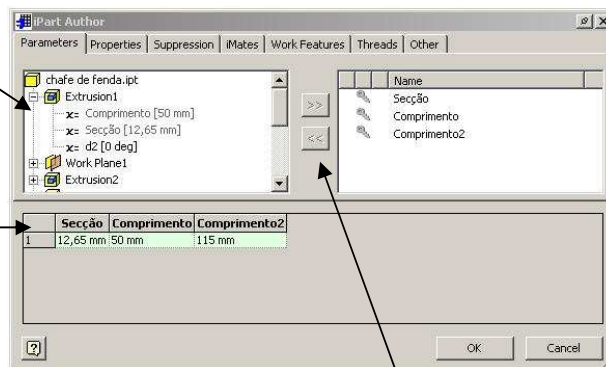 iPart Author
Parameters Properties Suppression iMates Work Features Threads Other
chafe de fenda.ipt
Extrusion1
x= Comprimento [50 mm]
x= Secção [12,65 mm]
x= d2 [0 deg]
Work Plane1
Extrusion2
>>
<<
Name
Secção
Comprimento
Comprimento2
Secção Comprimento Comprimento2
1 12,65 mm 50 mm 115 mm
?
OK Cancel